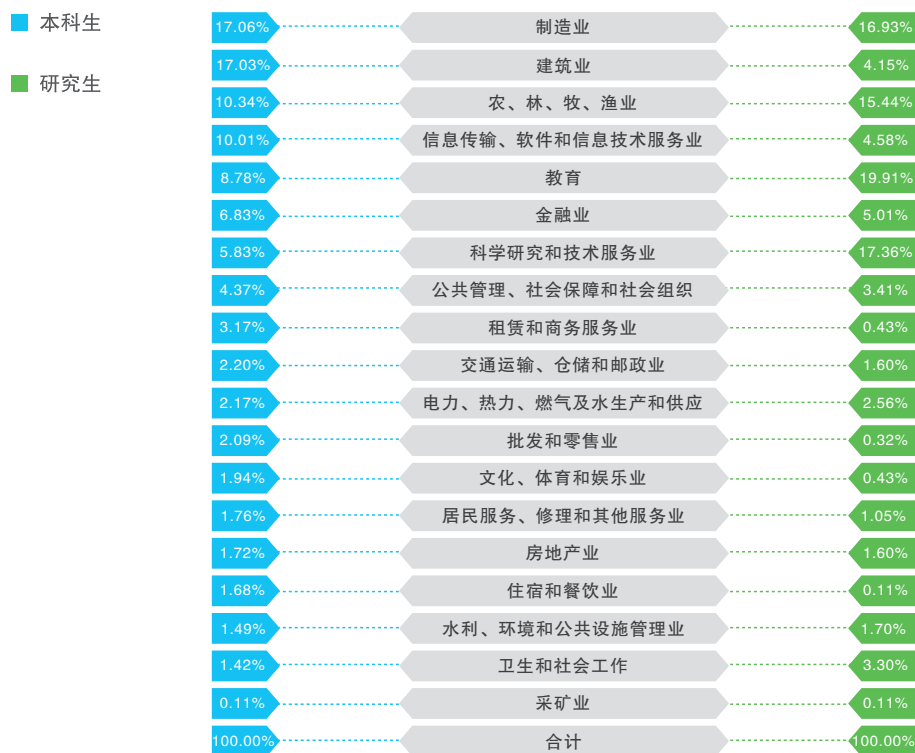 本科生
研究生
17.06% 制造业 16.93%
17.03% 建筑业 4.15%
10.34% 农、林、牧、渔业 15.44%
10.01% 信息传输、软件和信息技术服务业 4.58%
8.78% 教育 19.91%
6.83% 金融业 5.01%
5.83% 科学研究和技术服务业 17.36%
4.37% 公共管理、社会保障和社会组织 3.41%
3.17% 租赁和商务服务业 0.43%
2.20% 交通运输、仓储和邮政业 1.60%
2.17% 电力、热力、燃气及水生产和供应 2.56%
2.09% 批发和零售业 0.32%
1.94% 文化、体育和娱乐业 0.43%
1.76% 居民服务、修理和其他服务业 1.05%
1.72% 房地产业 1.60%
1.68% 住宿和餐饮业 0.11%
1.49% 水利、环境和公共设施管理业 1.70%
1.42% 卫生和社会工作 3.30%
0.11% 采矿业 0.11%
100.00% 合计 100.00%